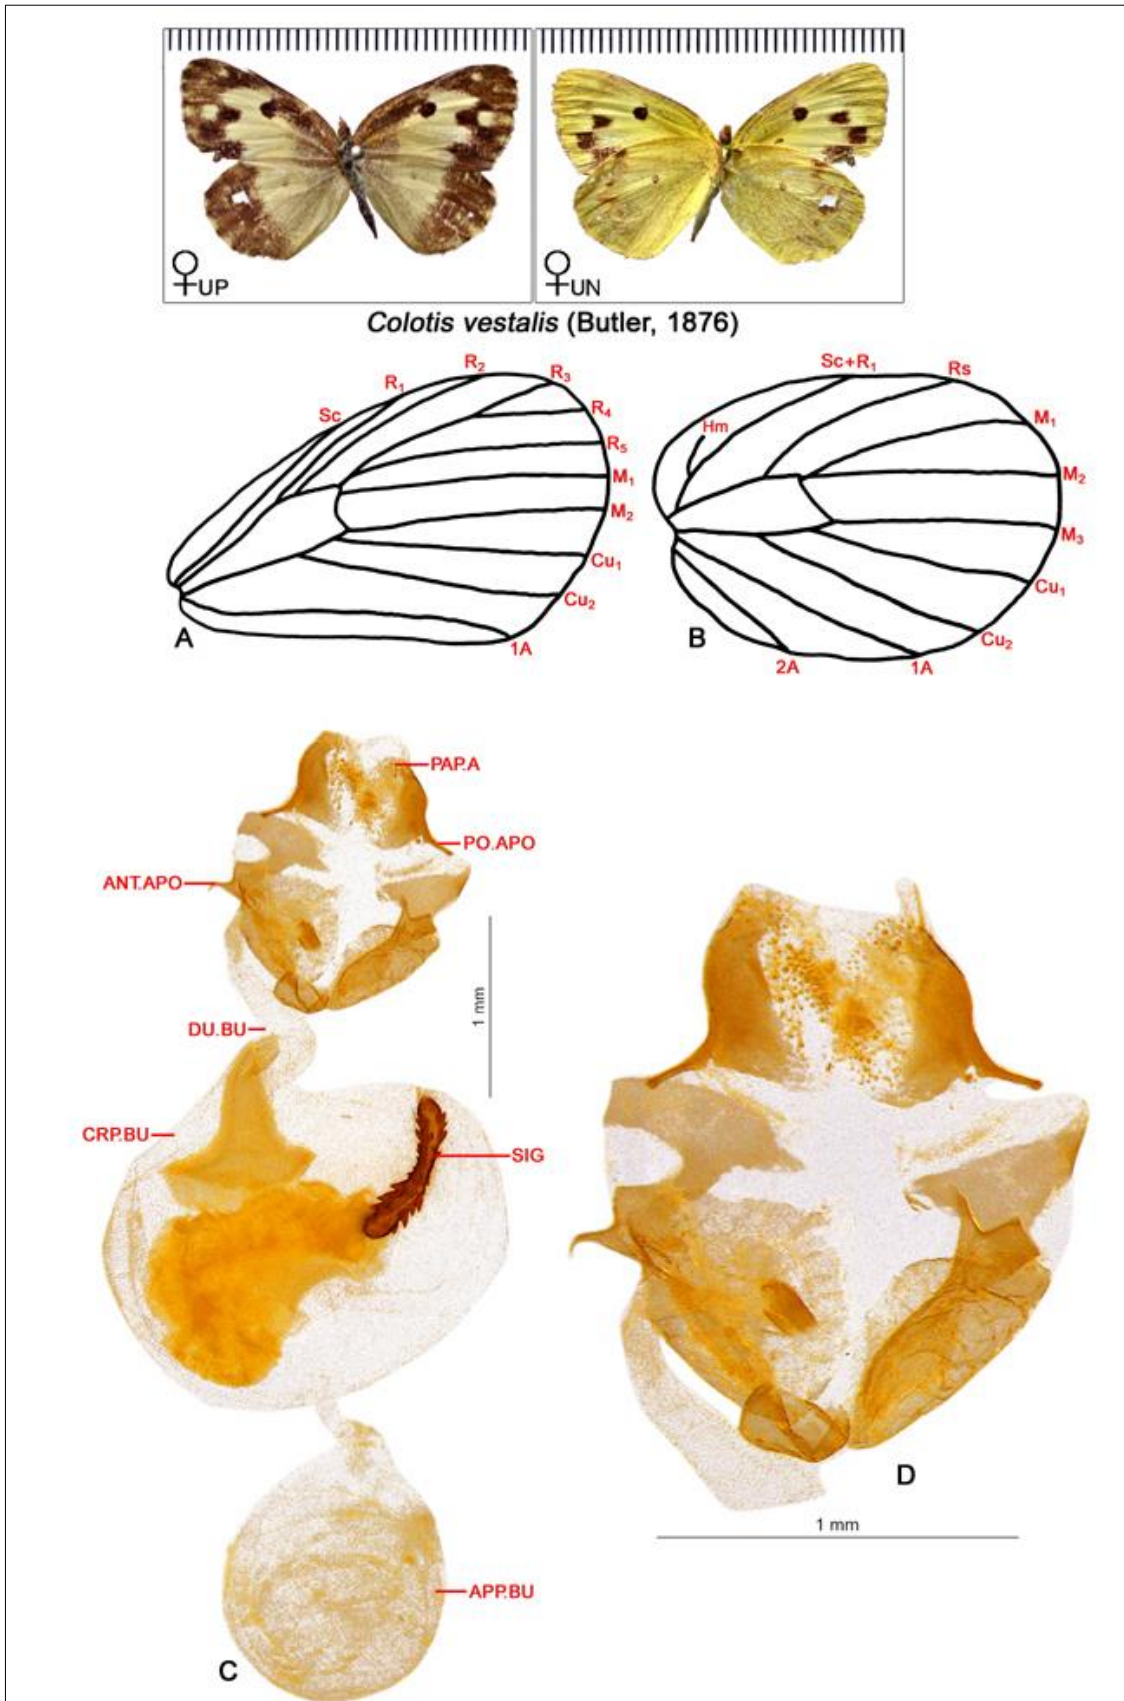 ♀UP
♀UN
Colotis vestalis (Butler, 1876)
Sc
R₁
R₂
R₃
R₄
R₅
M₁
M₂
Cu₁
Cu₂
1A
A
Sc+R₁
Rs
Hm
M₁
M₂
M₃
Cu₁
Cu₂
1A
2A
B
PAP.A
PO.APO
ANT.APO
1 mm
DU.BU
CRP.BU
SIG
APP.BU
C
D
1 mm